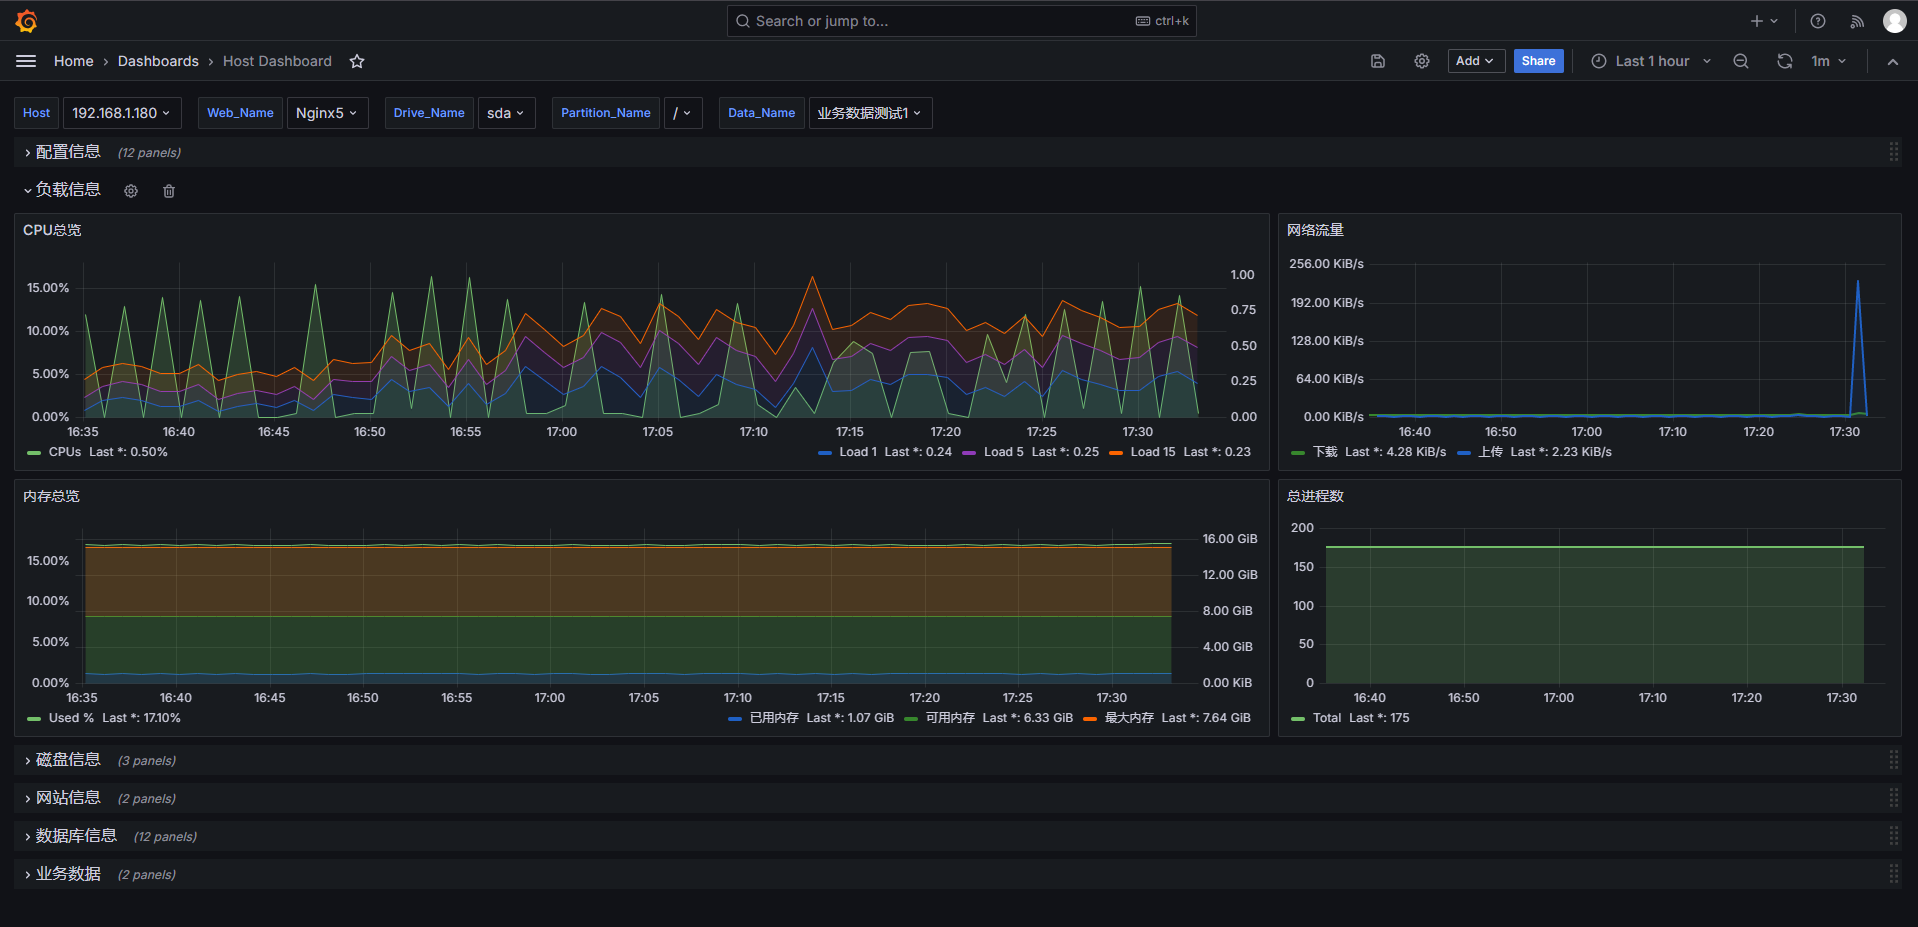 Search or jump to... ctrl+k
Home › Dashboards › Host Dashboard
Add Share Last 1 hour 1m
Host 192.168.1.180 Web_Name Nginx5 Drive_Name sda Partition_Name / Data_Name 业务数据测试1
配置信息 (12 panels)
负载信息
CPU总览
15.00%
10.00%
5.00%
0.00%
1.00
0.75
0.50
0.25
0.00
16:35 16:40 16:45 16:50 16:55 17:00 17:05 17:10 17:15 17:20 17:25 17:30
CPUs Last *: 0.50% Load 1 Last *: 0.24 Load 5 Last *: 0.25 Load 15 Last *: 0.23
网络流量
256.00 KiB/s
192.00 KiB/s
128.00 KiB/s
64.00 KiB/s
0.00 KiB/s
16:40 16:50 17:00 17:10 17:20 17:30
下载 Last *: 4.28 KiB/s 上传 Last *: 2.23 KiB/s
内存总览
15.00%
10.00%
5.00%
0.00%
16.00 GiB
12.00 GiB
8.00 GiB
4.00 GiB
0.00 KiB
16:35 16:40 16:45 16:50 16:55 17:00 17:05 17:10 17:15 17:20 17:25 17:30
Used % Last *: 17.10% 已用内存 Last *: 1.07 GiB 可用内存 Last *: 6.33 GiB 最大内存 Last *: 7.64 GiB
总进程数
200
150
100
50
0
16:40 16:50 17:00 17:10 17:20 17:30
Total Last *: 175
磁盘信息 (3 panels)
网站信息 (2 panels)
数据库信息 (12 panels)
业务数据 (2 panels)